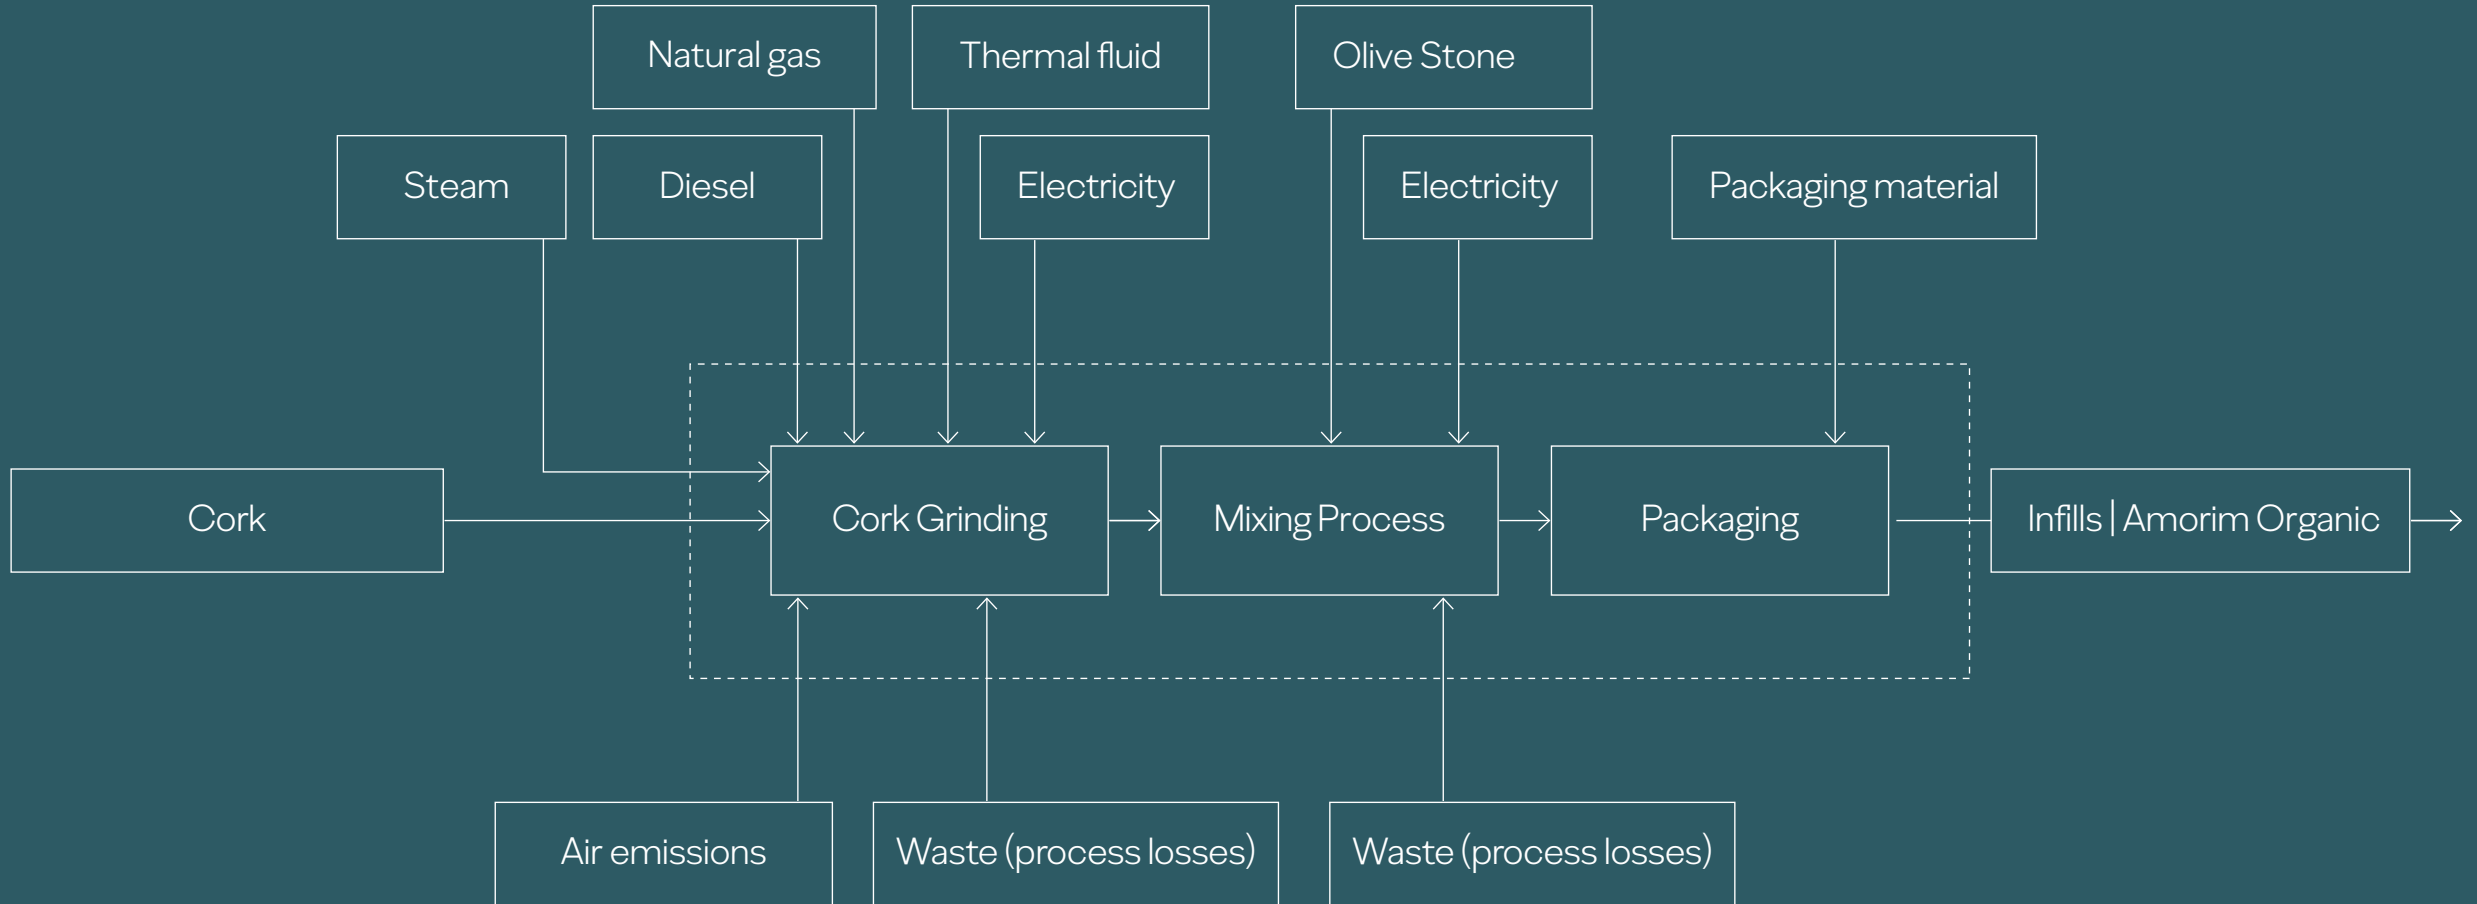 Natural gas
Thermal fluid
Olive Stone
Steam
Diesel
Electricity
Electricity
Packaging material
Cork
Cork Grinding
Mixing Process
Packaging
Infills | Amorim Organic
Air emissions
Waste (process losses)
Waste (process losses)